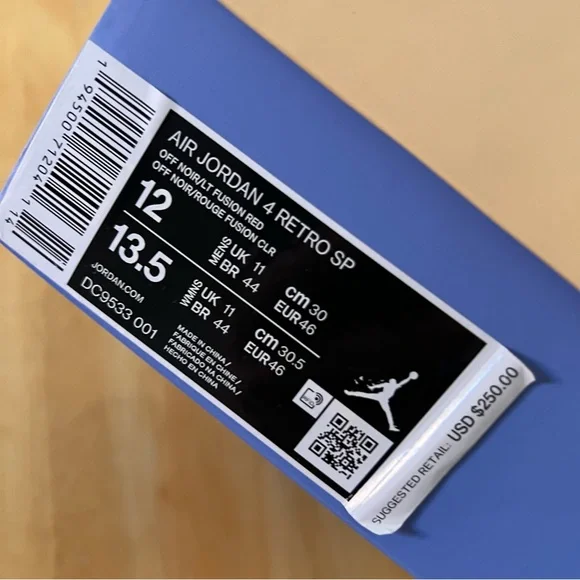 1 94500 71204 1 14
AIR JORDAN 4 RETRO SP
OFF NOIR/LT FUSION RED
OFF NOIR/ROUGE FUSION CLR
12
MENS
UK 11
BR 44
cm 30
EUR 46
13.5
WMNS
UK 11
BR 44
cm 30.5
EUR 46
JORDAN.COM
DC9533 001
MADE IN CHINA /
FABRIQUE EN CHINE /
FABRICADO NA CHINA /
HECHO EN CHINA
RFID
SUGGESTED RETAIL: USD $250.00